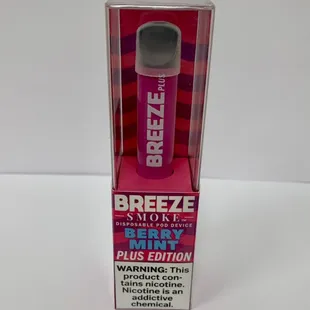 BREEZE PLUS
BREEZE
SMOKE
DISPOSABLE POD DEVICE
BERRY
MINT
PLUS EDITION
WARNING: This
product con-
tains nicotine.
Nicotine is an
addictive
chemical.